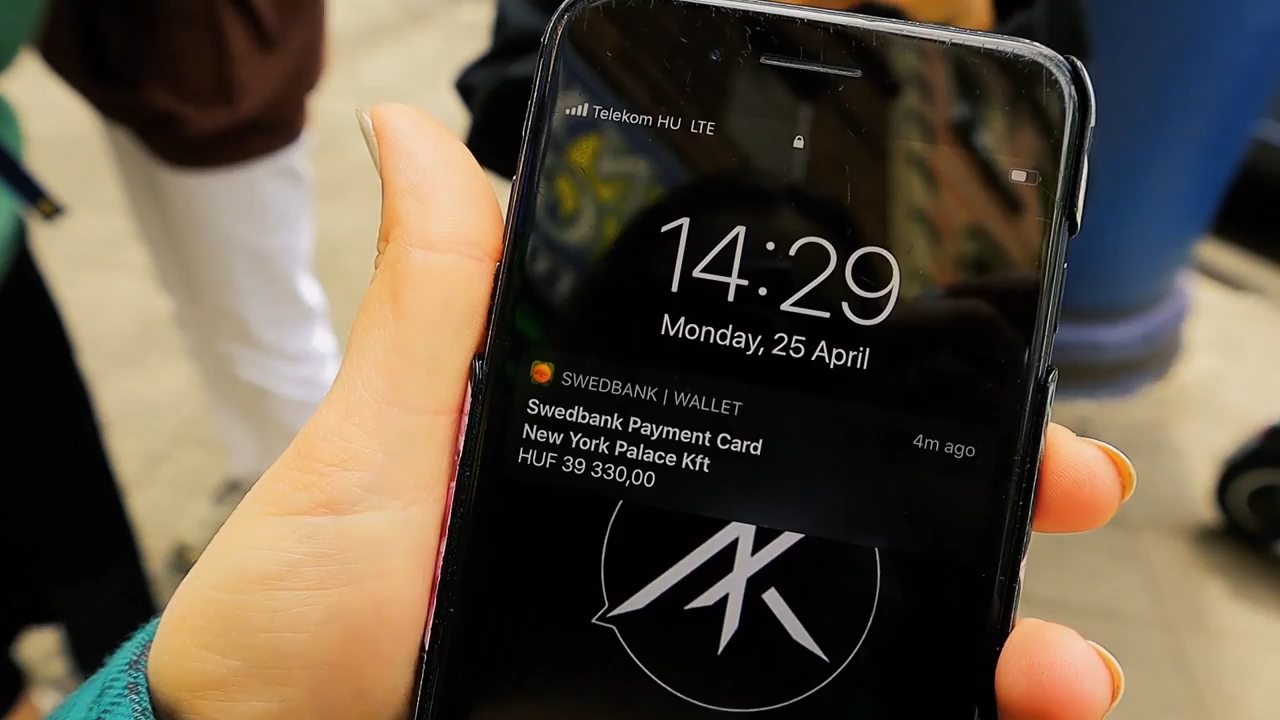 Telekom HU LTE
14:29
Monday, 25 April
SWEDBANK | WALLET
Swedbank Payment Card
4m ago
New York Palace Kft
HUF 39 330,00